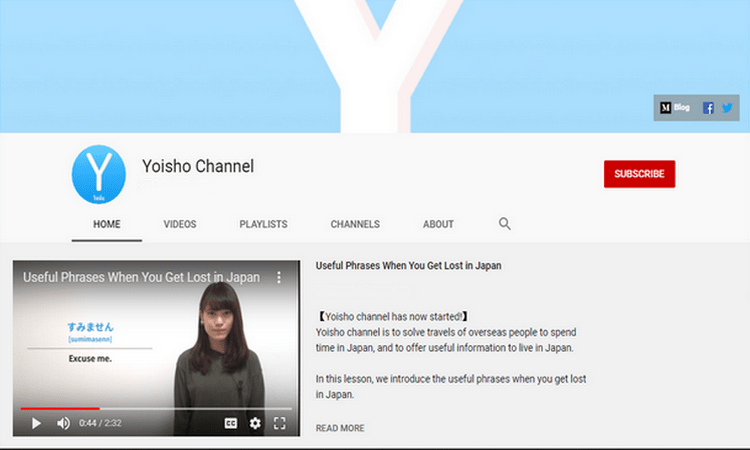 Y
Blog
Y
Yoisho
Yoisho Channel
SUBSCRIBE
HOME VIDEOS PLAYLISTS CHANNELS ABOUT
Useful Phrases When You Get Lost in Japan
すみません
[sumimasenn]
Excuse me.
0:44 / 2:32
CC
Useful Phrases When You Get Lost in Japan
【Yoisho channel has now started!】
Yoisho channel is to solve travels of overseas people to spend
time in Japan, and to offer useful information to live in Japan.
In this lesson, we introduce the useful phrases when you get lost
in Japan.
READ MORE